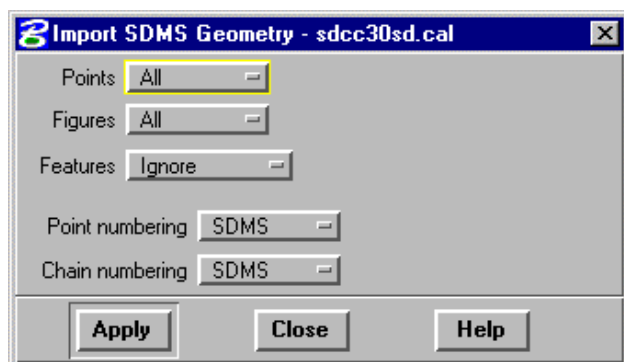 Import SDMS Geometry - sdcc30sd.cal
Points All
Figures All
Features Ignore
Point numbering SDMS
Chain numbering SDMS
Apply Close Help